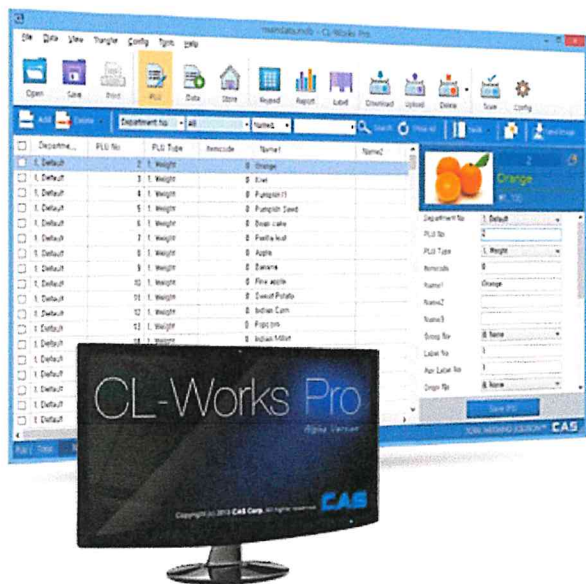 CL-Works Pro
File Data View Transfer Config Tools Help
Open Save Print PLU Data Store Keypad Report Label Download Upload Delete Scale Config
Add Delete Department No. All Name1 Search Show All Send Image
Departme... PLU No PLU Type Itemcode Name1 Name2
1. Default 2 1. Weight 0 Orange
1. Default 3 1. Weight 0 Kiwi
1. Default 4 1. Weight 0 Pumpkin
1. Default 5 1. Weight 0 Pumpkin Seed
1. Default 6 1. Weight 0 Bean cake
1. Default 7 1. Weight 0 Perilla leaf
1. Default 8 1. Weight 0 Apple
1. Default 9 1. Weight 0 Banana
1. Default 10 1. Weight 0 Pine apple
1. Default 11 1. Weight 0 Sweet Potato
1. Default 12 1. Weight 0 Indian Corn
1. Default 13 1. Weight 0 Popcorn
1. Default 1. Weight 0 Indian Millet
1. Default
1. Default
1. Default
1. Default
1. Default
2
Orange
Department No. 1. Default
PLU No. 2
PLU Type 1. Weight
Itemcode 0
Name1 Orange
Name2
Name3
Group No. 0. None
Label No. 1
Aux Label No. 1
Origin No. 0. None
Save
TOTAL WEIGHING SOLUTION CAS
CL-Works Pro
Alpha Version
Copyright (c) 2013 CAS Corp. All rights reserved.
CAS